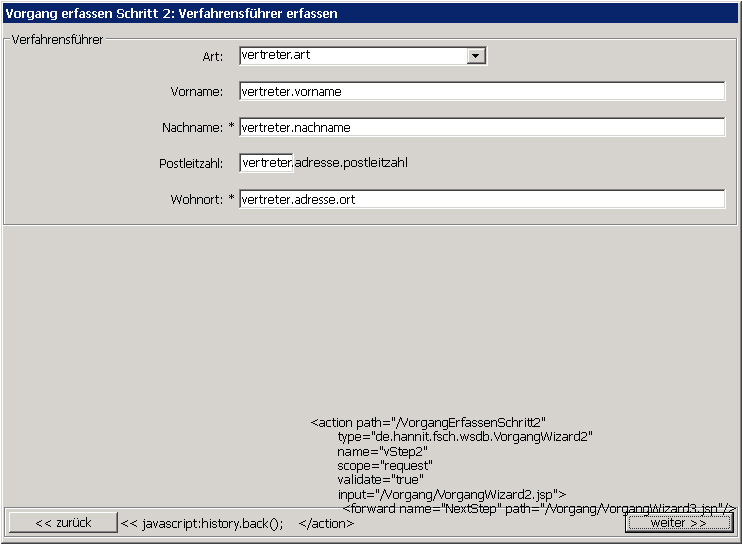 Vorgang erfassen Schritt 2: Verfahrensführer erfassen
Verfahrensführer
Art: vertreter.art
Vorname: vertreter.vorname
Nachname: * vertreter.nachname
Postleitzahl: vertreter.adresse.postleitzahl
Wohnort: * vertreter.adresse.ort
<action path="/VorgangErfassenSchritt2"
type="de.hannit.fsch.wsdb.VorgangWizard2"
name="vStep2"
scope="request"
validate="true"
input="/Vorgang/VorgangWizard2.jsp">
<forward name="NextStep" path="/Vorgang/VorgangWizard3.jsp"/>
<< zurück << javascript:history.back(); </action> weiter >>